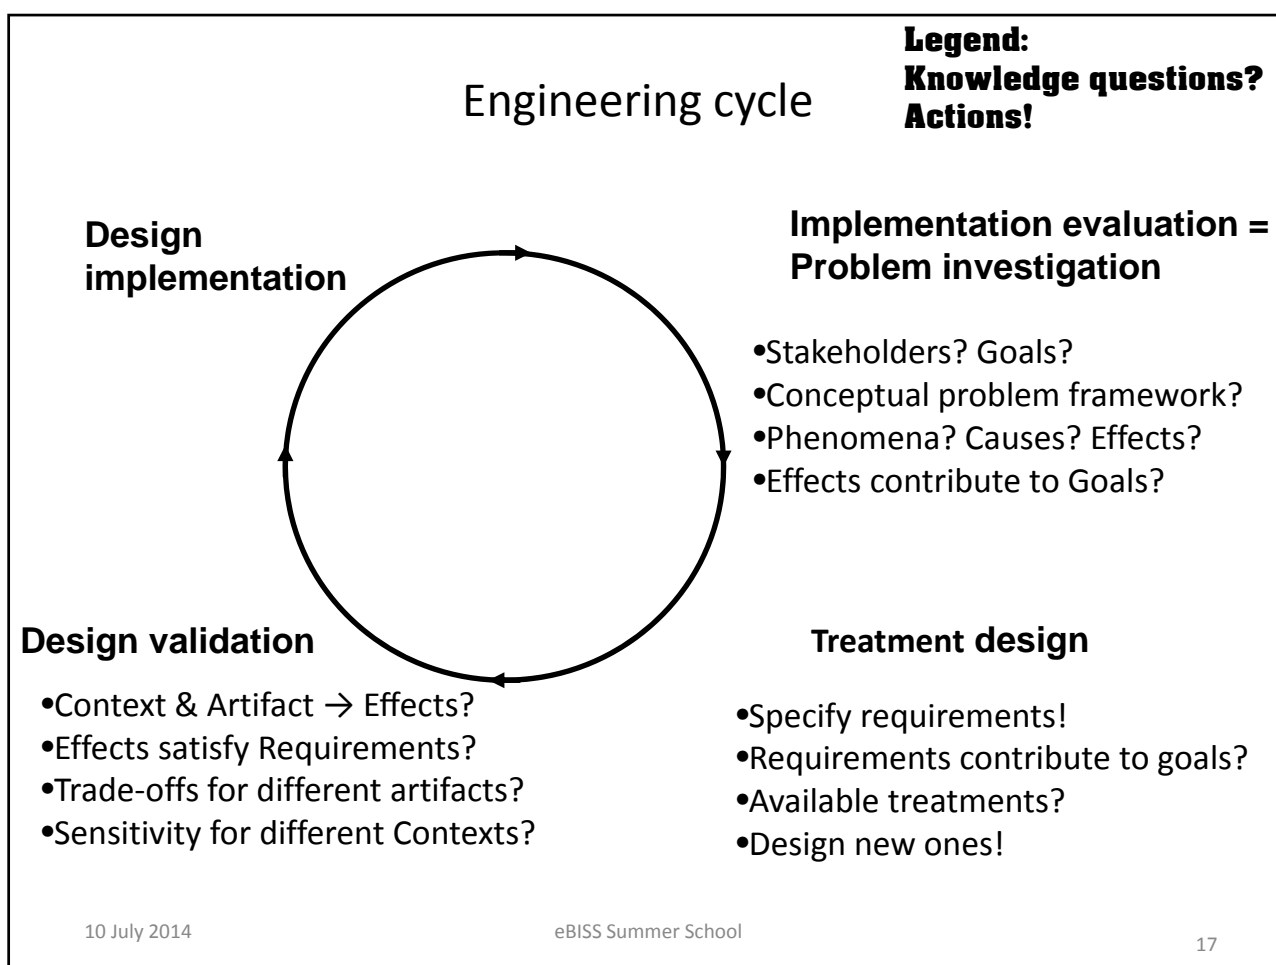 Engineering cycle
Legend:
Knowledge questions?
Actions!
Design
implementation
Implementation evaluation =
Problem investigation
•Stakeholders? Goals?
•Conceptual problem framework?
•Phenomena? Causes? Effects?
•Effects contribute to Goals?
Design validation
•Context & Artifact → Effects?
•Effects satisfy Requirements?
•Trade-offs for different artifacts?
•Sensitivity for different Contexts?
Treatment design
•Specify requirements!
•Requirements contribute to goals?
•Available treatments?
•Design new ones!
10 July 2014
eBISS Summer School
17